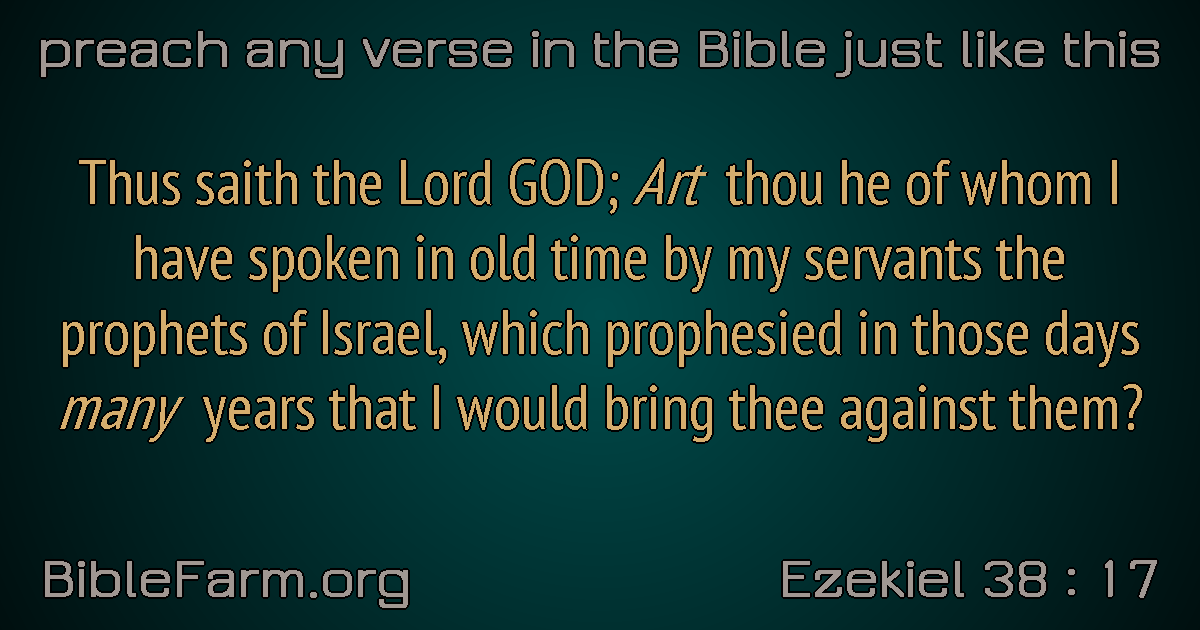 preach any verse in the Bible just like this
Thus saith the Lord GOD; Art thou he of whom I
have spoken in old time by my servants the
prophets of Israel, which prophesied in those days
many years that I would bring thee against them?
BibleFarm.org
Ezekiel 38 : 17